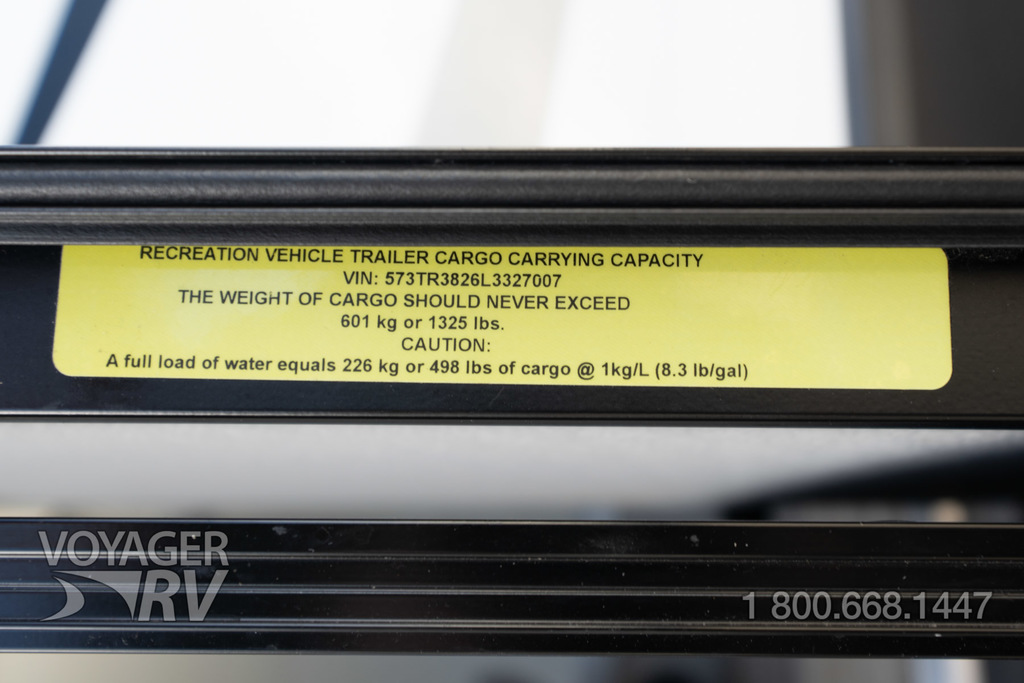 RECREATION VEHICLE TRAILER CARGO CARRYING CAPACITY
VIN: 573TR3826L3327007
THE WEIGHT OF CARGO SHOULD NEVER EXCEED
601 kg or 1325 lbs.
CAUTION:
A full load of water equals 226 kg or 498 lbs of cargo @ 1kg/L (8.3 lb/gal)
VOYAGER
RV
1 800.668.1447